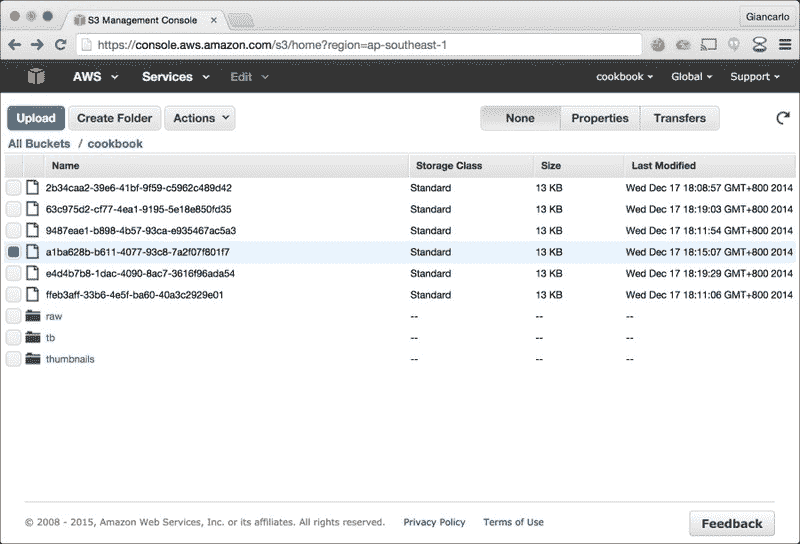 S3 Management Console
Giancarlo
https://console.aws.amazon.com/s3/home?region=ap-southeast-1
AWS Services Edit cookbook Global Support
Upload Create Folder Actions None Properties Transfers
All Buckets / cookbook
Name Storage Class Size Last Modified
2b34caa2-39e6-41bf-9f59-c5962c489d42 Standard 13 KB Wed Dec 17 18:08:57 GMT+800 2014
63c975d2-cf77-4ea1-9195-5e18e850fd35 Standard 13 KB Wed Dec 17 18:19:03 GMT+800 2014
9487eae1-b898-4b57-93ca-e935467ac5a3 Standard 13 KB Wed Dec 17 18:11:54 GMT+800 2014
a1ba628b-b611-4077-93c8-7a2f07f801f7 Standard 13 KB Wed Dec 17 18:15:07 GMT+800 2014
e4d4b7b8-1dac-4090-8ac7-3616f96ada54 Standard 13 KB Wed Dec 17 18:19:29 GMT+800 2014
ffeb3aff-33b6-4e5f-ba60-40a3c2929e01 Standard 13 KB Wed Dec 17 18:11:06 GMT+800 2014
raw -- -- --
tb -- -- --
thumbnails -- -- --
© 2008 - 2015, Amazon Web Services, Inc. or its affiliates. All rights reserved. Privacy Policy Terms of Use Feedback